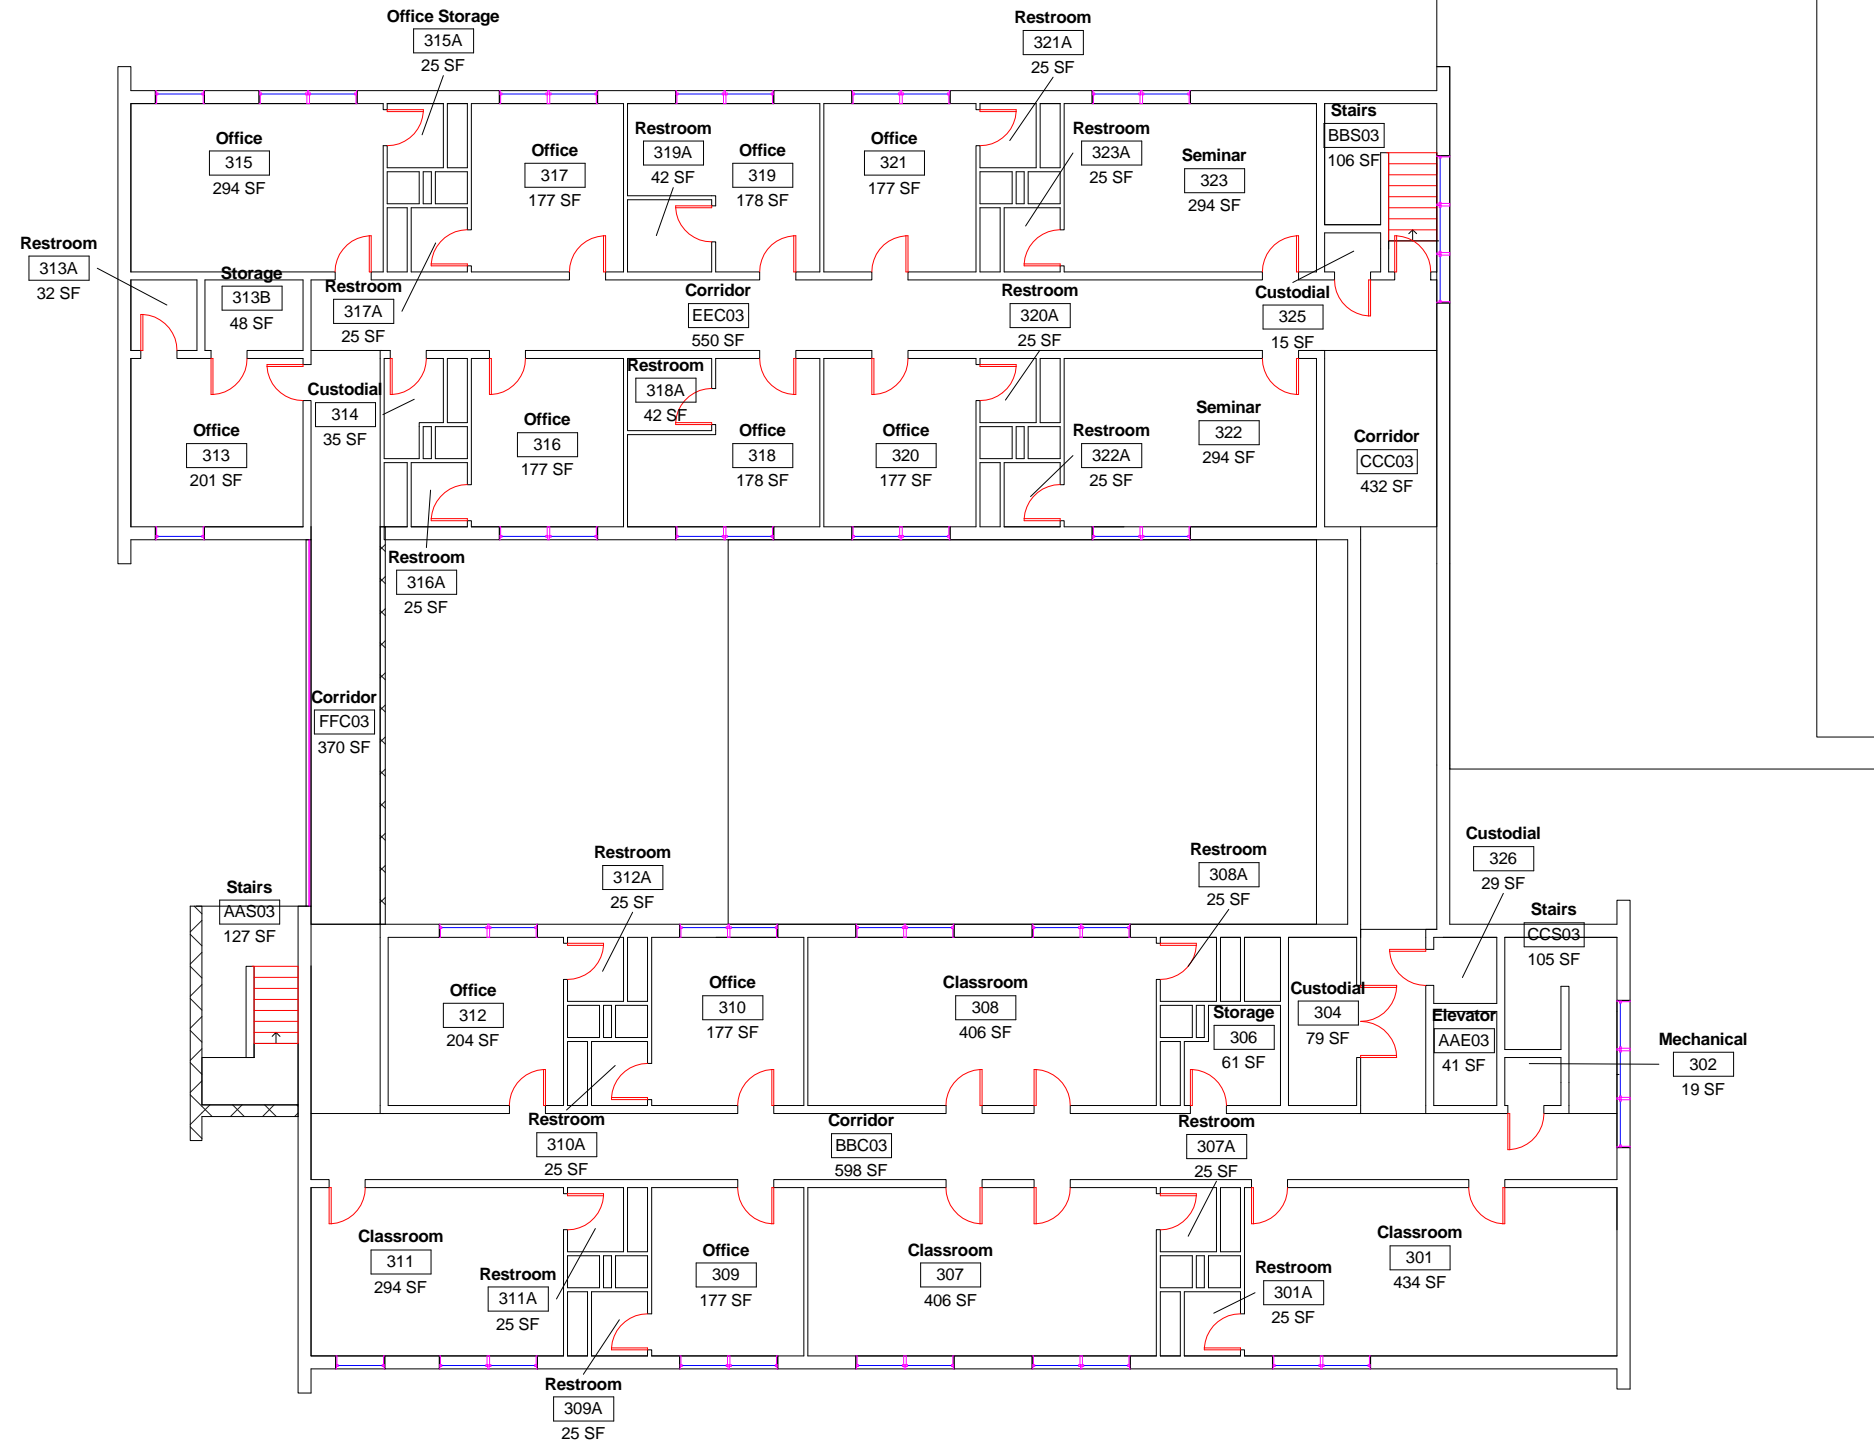 Office Storage
315A
25 SF
Restroom
321A
25 SF
Office
315
294 SF
Office
317
177 SF
Restroom
319A
42 SF
Office
319
178 SF
Office
321
177 SF
Restroom
323A
25 SF
Seminar
323
294 SF
Stairs
BBS03
106 SF
Restroom
313A
32 SF
Storage
313B
48 SF
Restroom
317A
25 SF
Corridor
EEC03
550 SF
Restroom
320A
25 SF
Custodial
325
15 SF
Office
313
201 SF
Custodial
314
35 SF
Office
316
177 SF
Restroom
318A
42 SF
Office
318
178 SF
Office
320
177 SF
Restroom
322A
25 SF
Seminar
322
294 SF
Corridor
CCC03
432 SF
Restroom
316A
25 SF
Corridor
FFC03
370 SF
Stairs
AAS03
127 SF
Restroom
312A
25 SF
Restroom
308A
25 SF
Custodial
326
29 SF
Stairs
CCS03
105 SF
Office
312
204 SF
Office
310
177 SF
Classroom
308
406 SF
Storage
306
61 SF
Custodial
304
79 SF
Elevator
AAE03
41 SF
Mechanical
302
19 SF
Restroom
310A
25 SF
Corridor
BBC03
598 SF
Restroom
307A
25 SF
Classroom
311
294 SF
Restroom
311A
25 SF
Office
309
177 SF
Classroom
307
406 SF
Restroom
301A
25 SF
Classroom
301
434 SF
Restroom
309A
25 SF